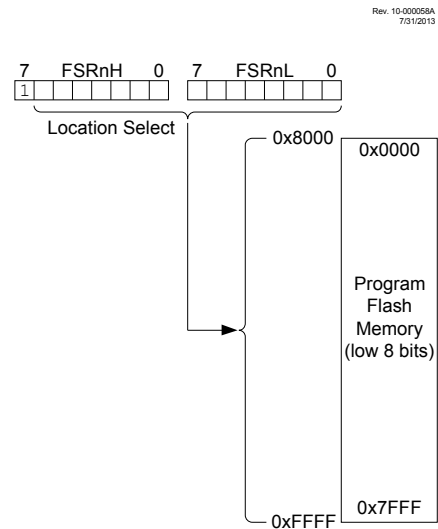 Rev. 10-000058A
7/31/2013
7 FSRnH 0 7 FSRnL 0
1
Location Select
0x8000
0x0000
Program
Flash
Memory
(low 8 bits)
0x7FFF
0xFFFF